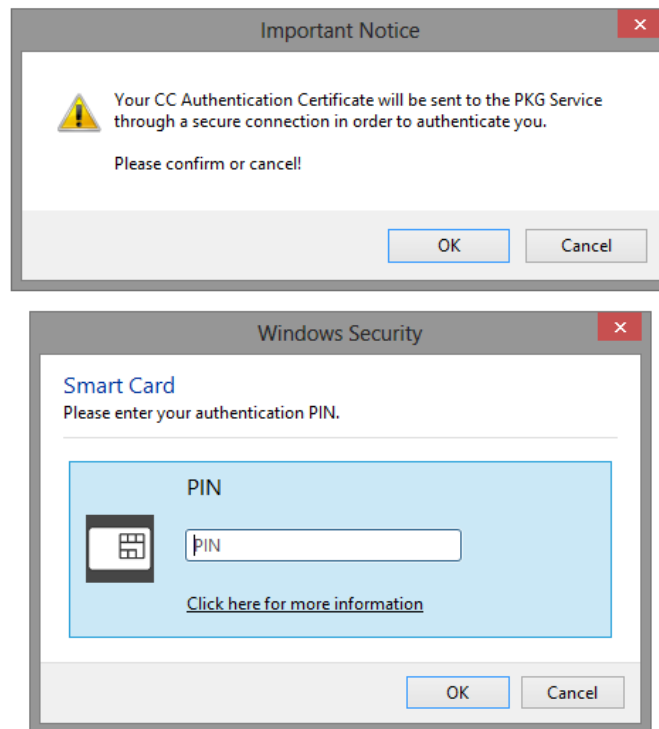 Important Notice
Your CC Authentication Certificate will be sent to the PKG Service
through a secure connection in order to authenticate you.
Please confirm or cancel!
OK
Cancel
Windows Security
Smart Card
Please enter your authentication PIN.
PIN
PIN
Click here for more information
OK
Cancel